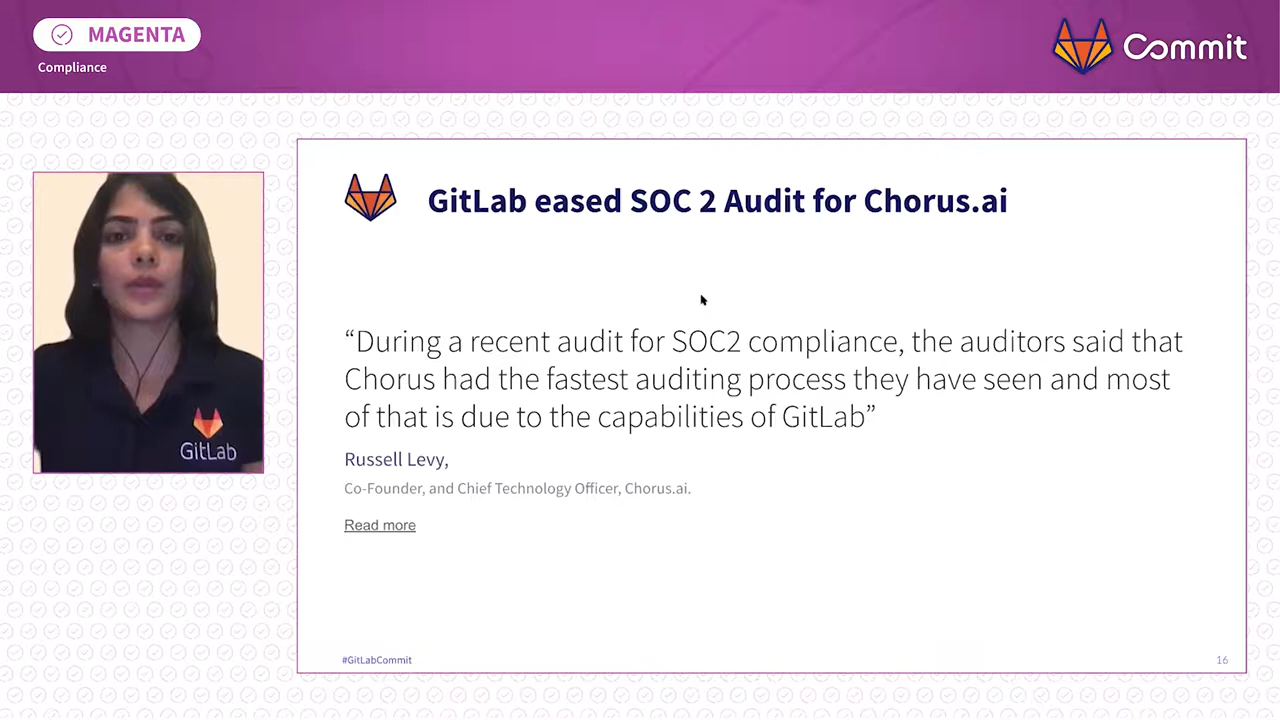 MAGENTA
Compliance
Commit
GitLab
GitLab eased SOC 2 Audit for Chorus.ai
“During a recent audit for SOC2 compliance, the auditors said that
Chorus had the fastest auditing process they have seen and most
of that is due to the capabilities of GitLab”
Russell Levy,
Co-Founder, and Chief Technology Officer, Chorus.ai.
Read more
#GitLabCommit
16